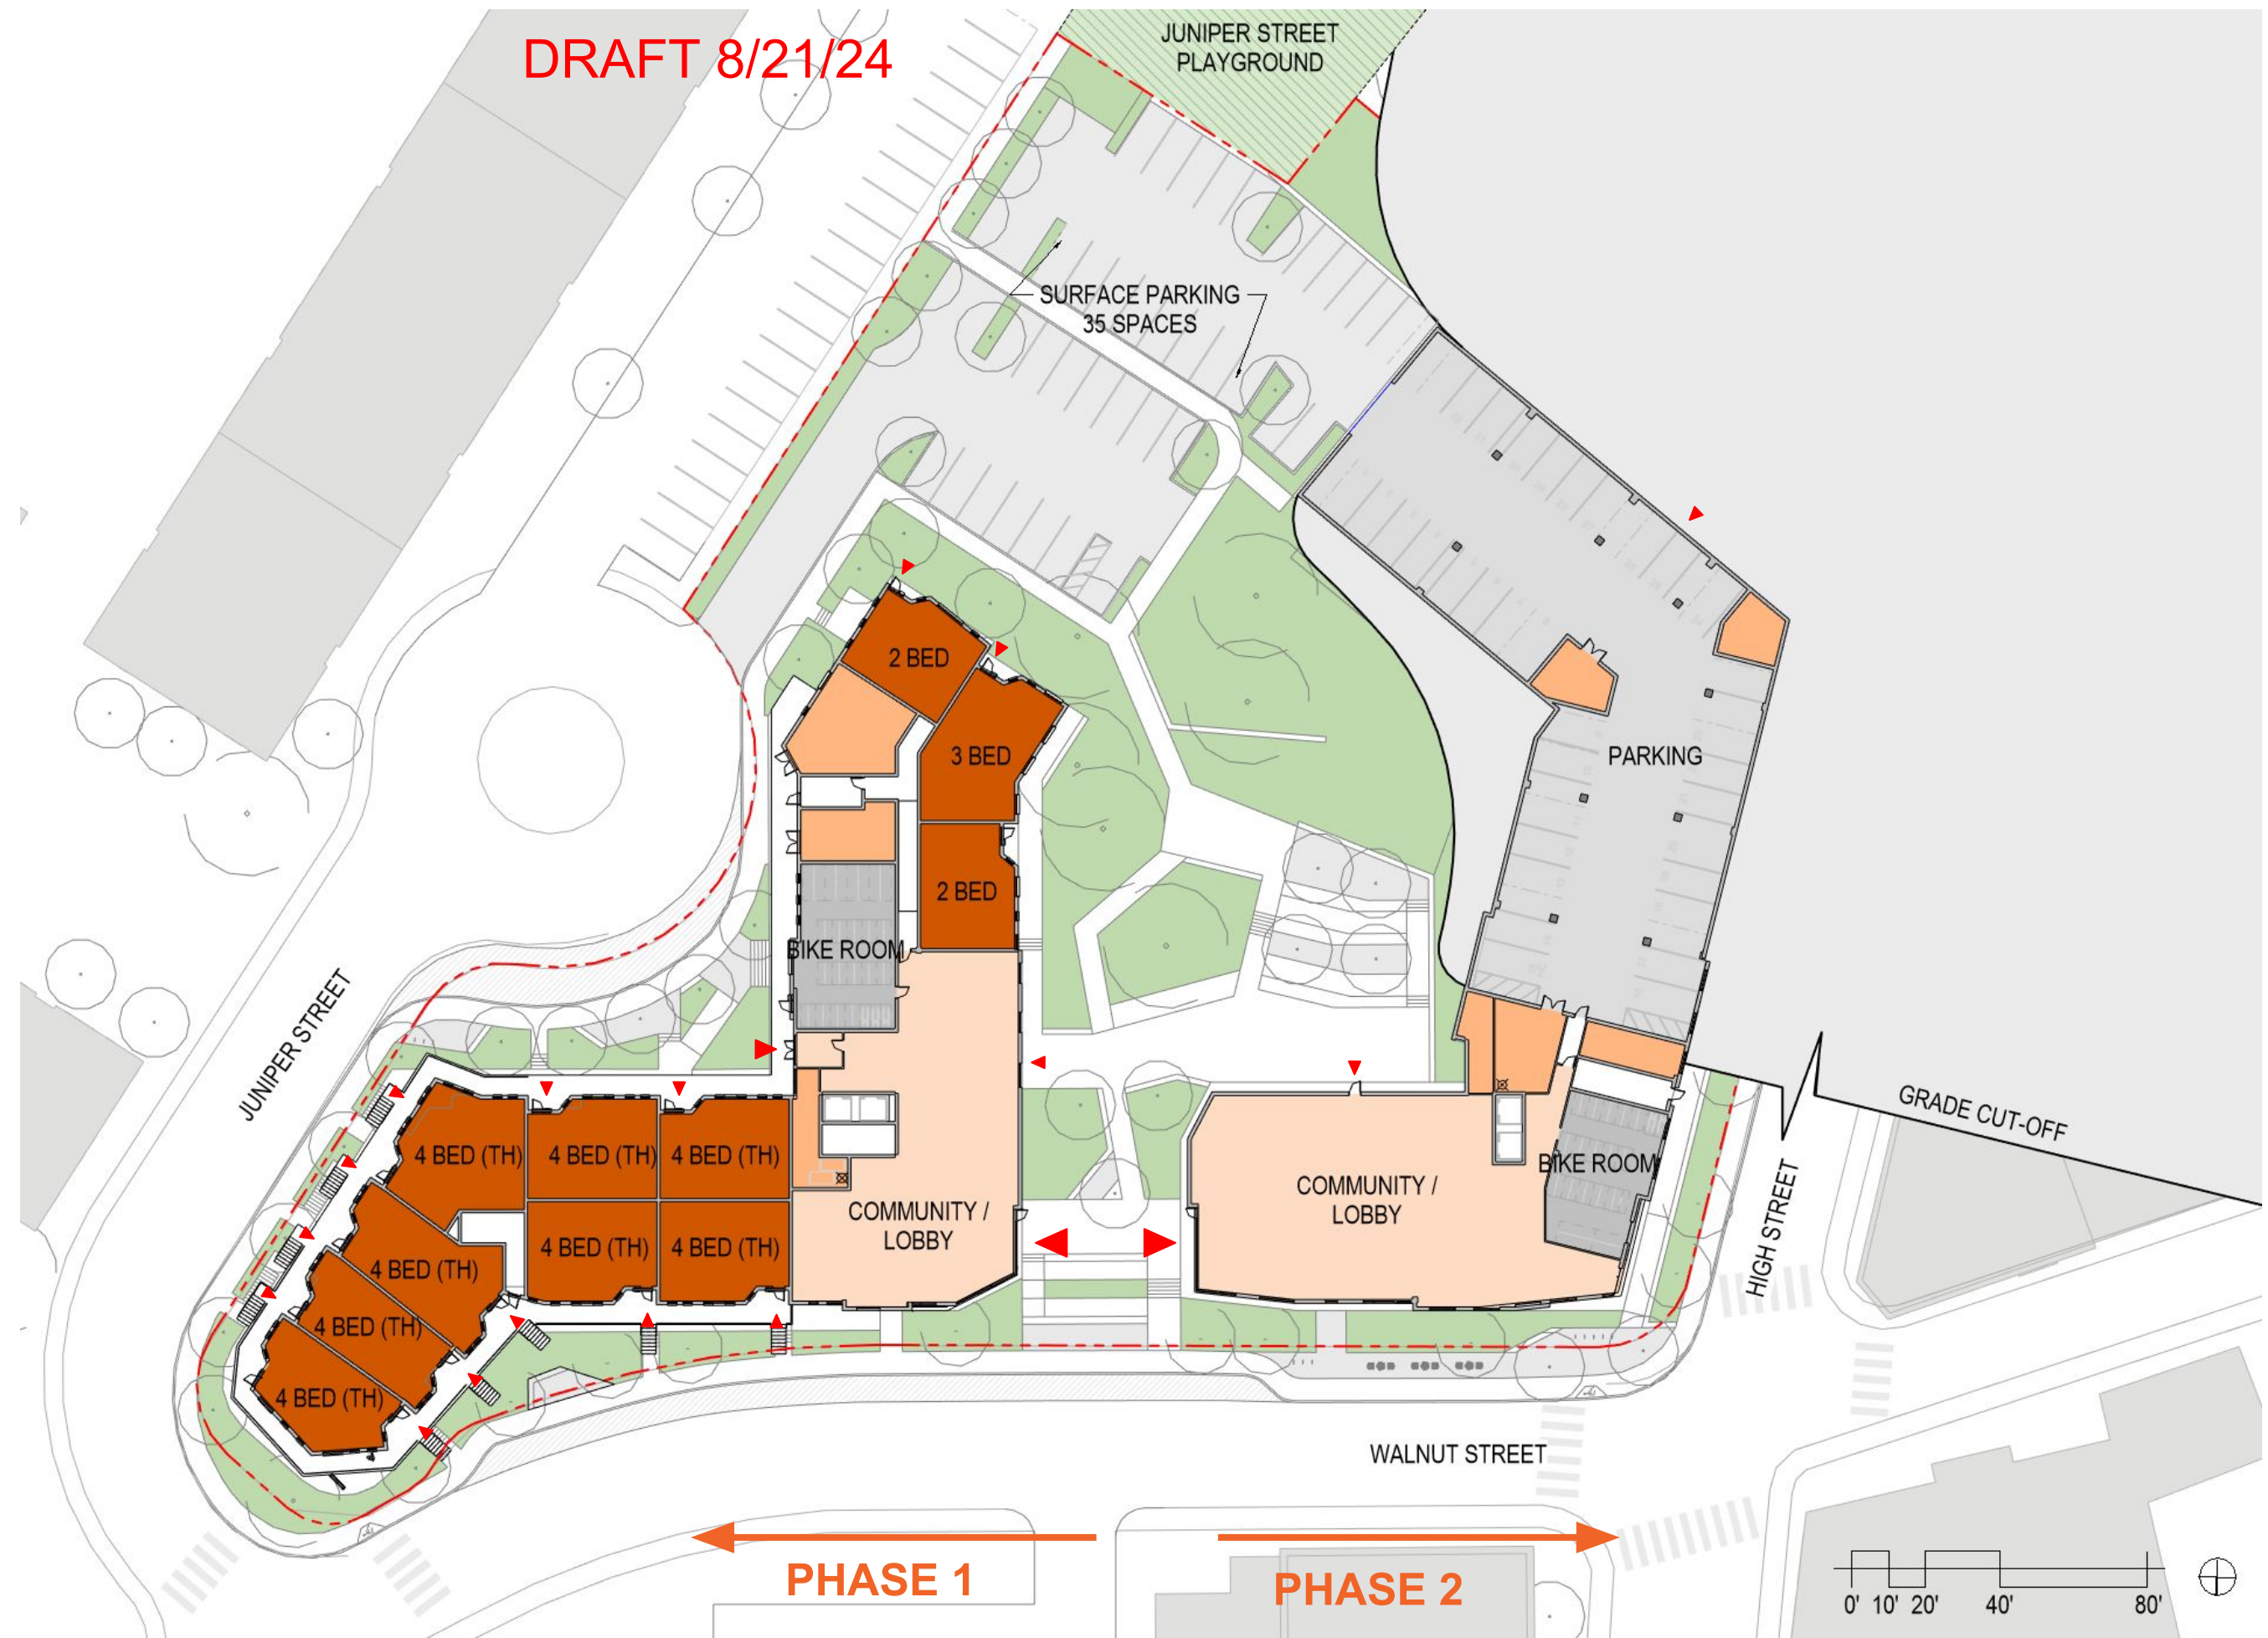 DRAFT 8/21/24
JUNIPER STREET
PLAYGROUND
SURFACE PARKING
35 SPACES
2 BED
3 BED
PARKING
2 BED
BIKE ROOM
JUNIPER STREET
GRADE CUT-OFF
4 BED (TH)
4 BED (TH)
4 BED (TH)
BIKE ROOM
COMMUNITY /
LOBBY
COMMUNITY /
LOBBY
HIGH STREET
4 BED (TH)
4 BED (TH)
4 BED (TH)
4 BED (TH)
4 BED (TH)
WALNUT STREET
PHASE 1
PHASE 2
0' 10' 20' 40' 80'